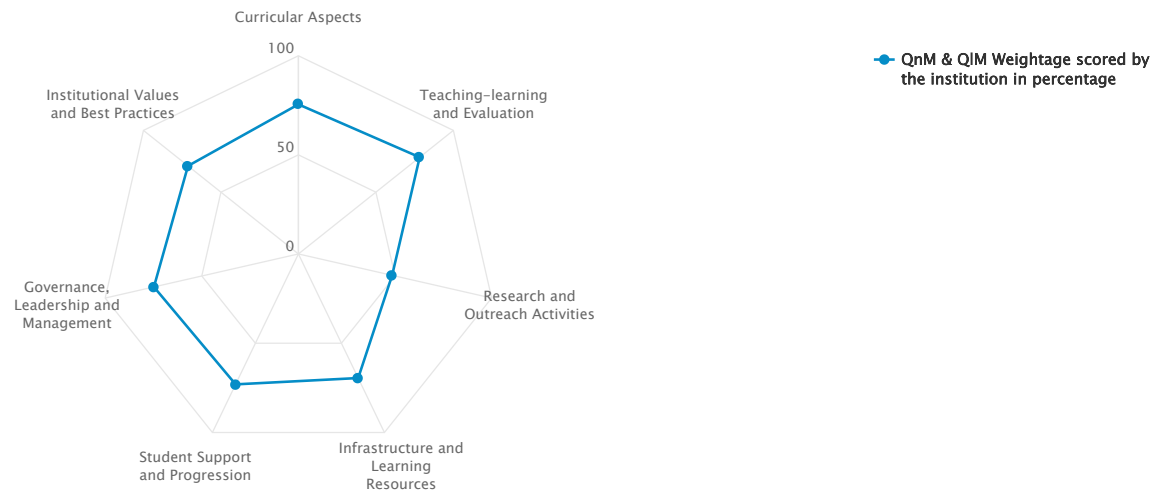 Curricular Aspects
100
50
0
Teaching-learning
and Evaluation
Research and
Outreach Activities
Infrastructure and
Learning
Resources
Student Support
and Progression
Governance,
Leadership and
Management
Institutional Values
and Best Practices
QnM & QlM Weightage scored by
the institution in percentage